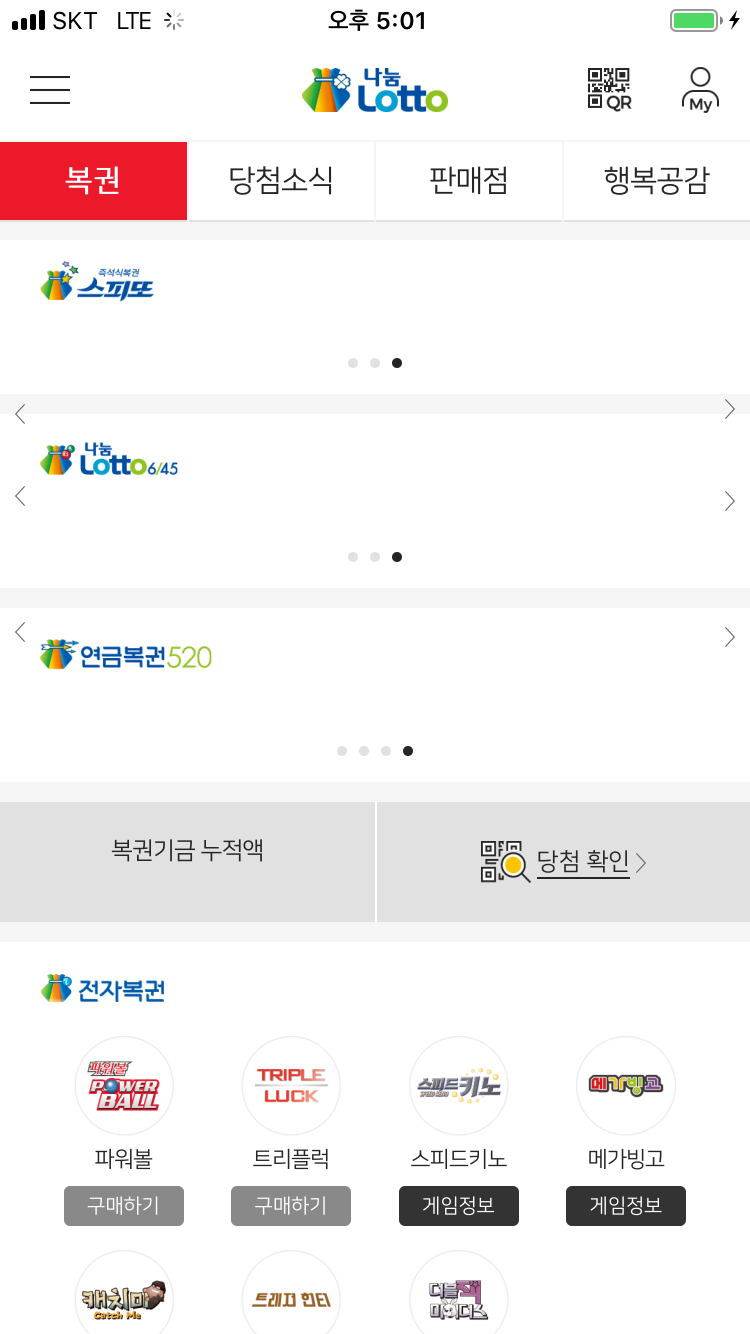 SKT LTE 오후 5:01
나눔
Lotto
QR
My
복권 당첨소식 판매점 행복공감
즉석식복권
스피또
나눔
Lotto6/45
연금복권520
복권기금 누적액
당첨 확인
전자복권
파워볼
POWER
BALL
TRIPLE
LUCK
스피드키노
메가빙고
파워볼 트리플럭 스피드키노 메가빙고
구매하기 구매하기 게임정보 게임정보
캐치미
Catch Me
트레저 헌터
더블잭
마이더스